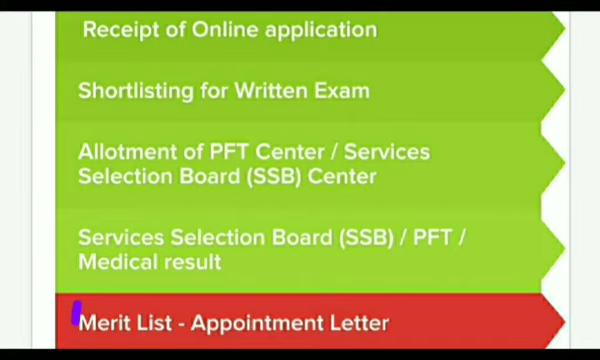 Receipt of Online application
Shortlisting for Written Exam
Allotment of PFT Center / Services
Selection Board (SSB) Center
Services Selection Board (SSB) / PFT /
Medical result
Merit List - Appointment Letter